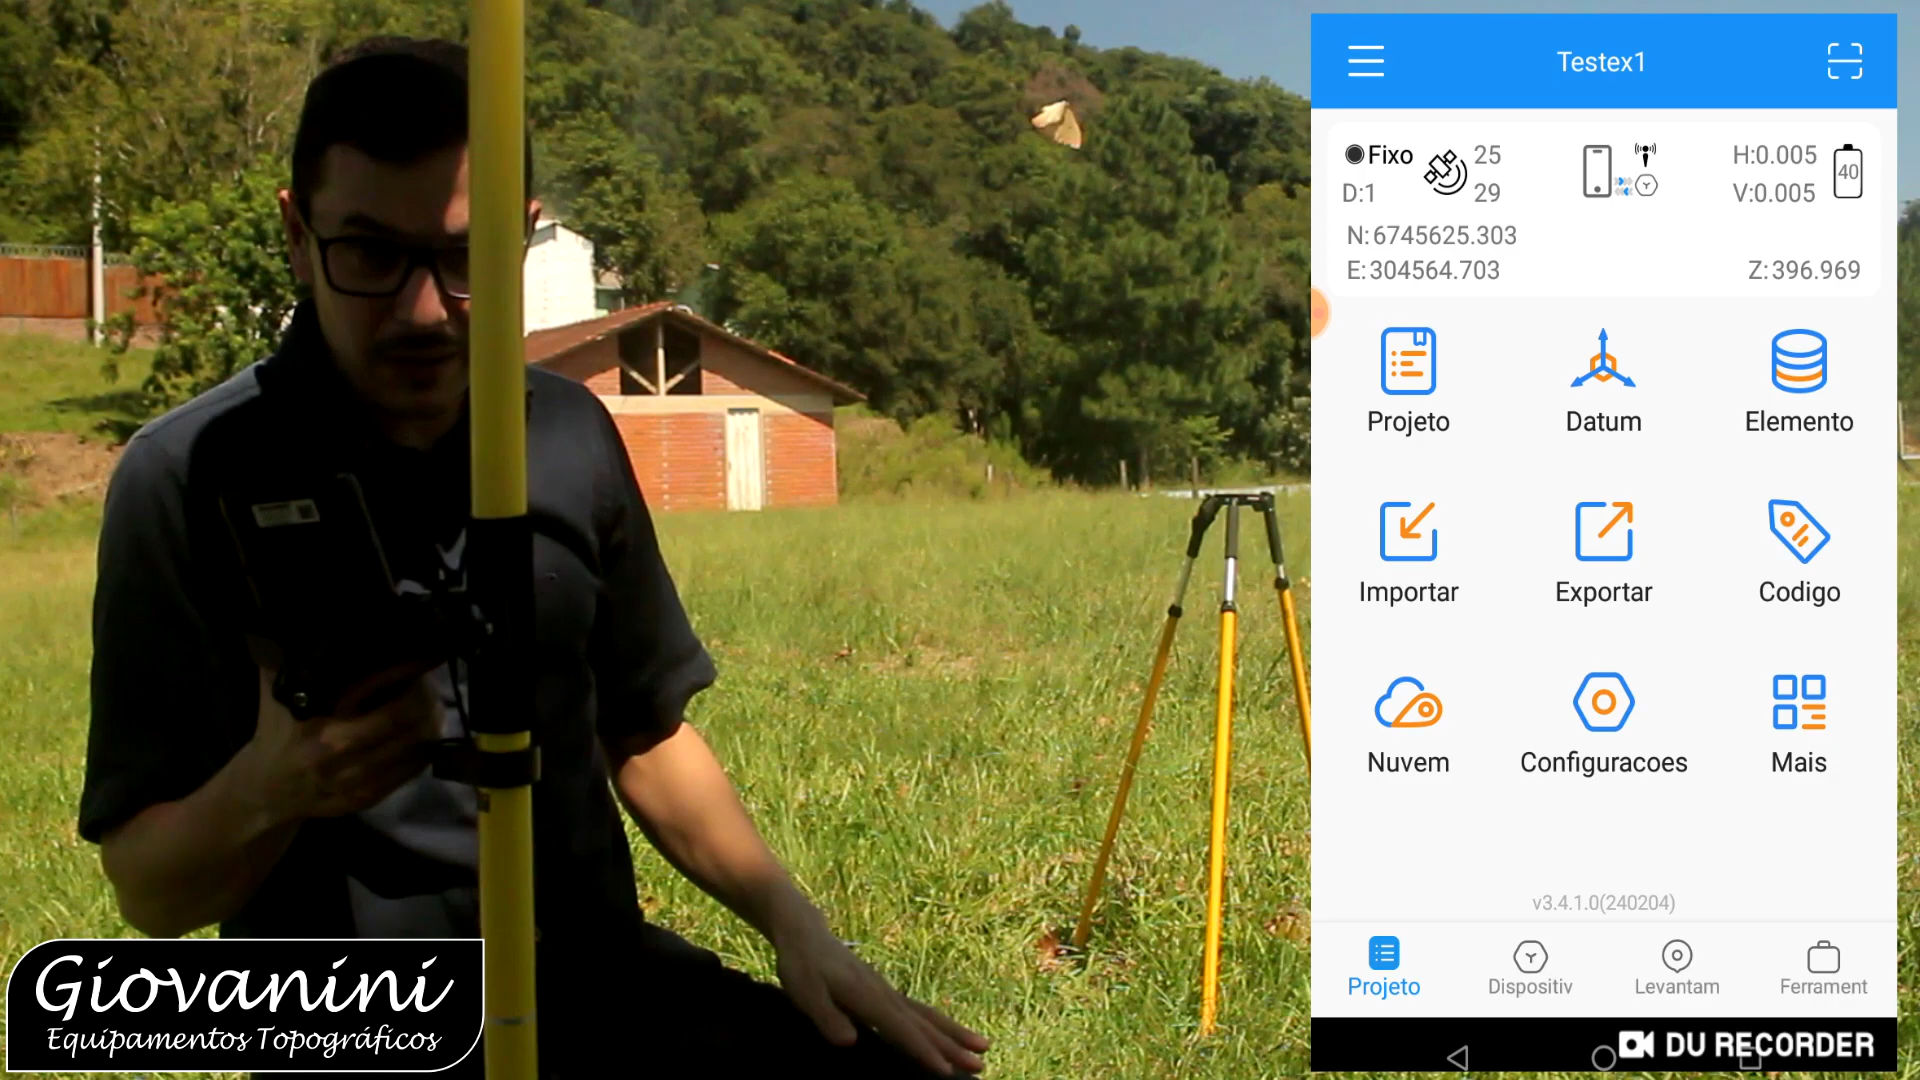 Giovanini
Equipamentos Topográficos
Testex1
Fixo
25
H:0.005
40
D:1
29
V:0.005
N:6745625.303
E:304564.703
Z:396.969
Projeto
Datum
Elemento
Importar
Exportar
Codigo
Nuvem
Configuracoes
Mais
v3.4.1.0(240204)
Projeto
Dispositiv
Levantam
Ferrament
DU RECORDER